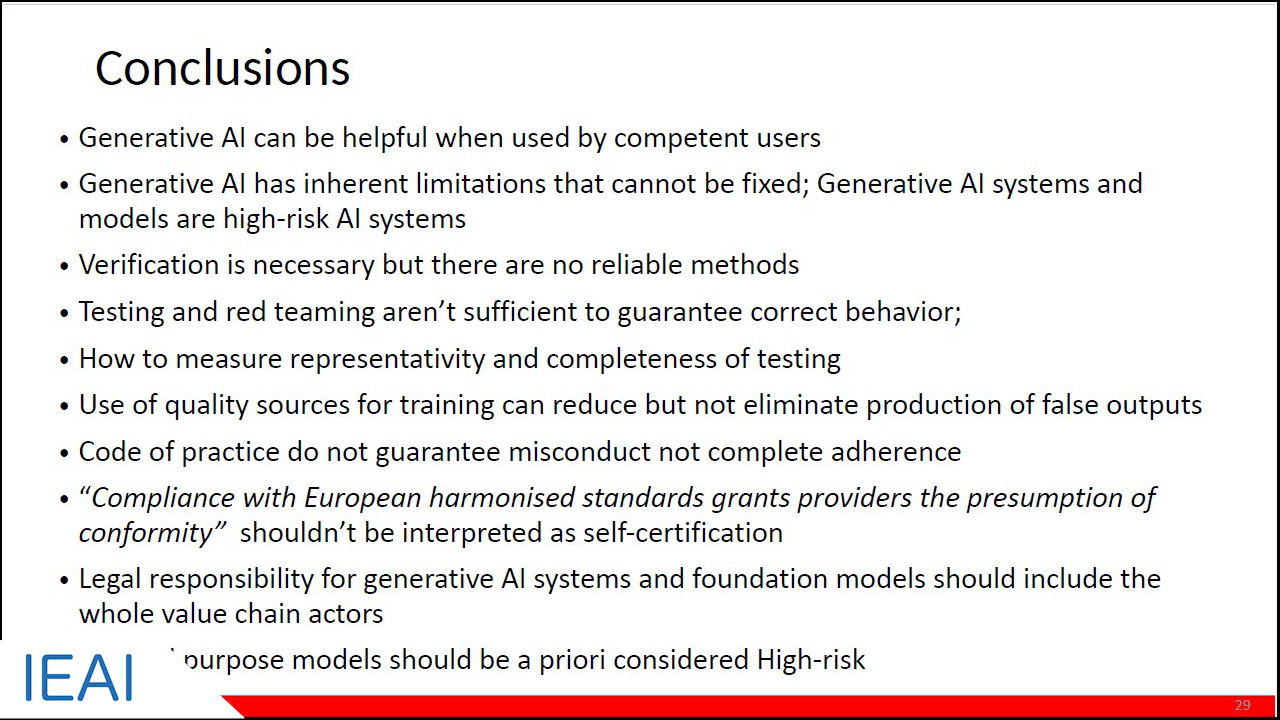 Conclusions
• Generative AI can be helpful when used by competent users
• Generative AI has inherent limitations that cannot be fixed; Generative AI systems and
models are high-risk AI systems
• Verification is necessary but there are no reliable methods
• Testing and red teaming aren’t sufficient to guarantee correct behavior;
• How to measure representativity and completeness of testing
• Use of quality sources for training can reduce but not eliminate production of false outputs
• Code of practice do not guarantee misconduct not complete adherence
• “Compliance with European harmonised standards grants providers the presumption of
conformity” shouldn’t be interpreted as self-certification
• Legal responsibility for generative AI systems and foundation models should include the
whole value chain actors
purpose models should be a priori considered High-risk
IEAI
29